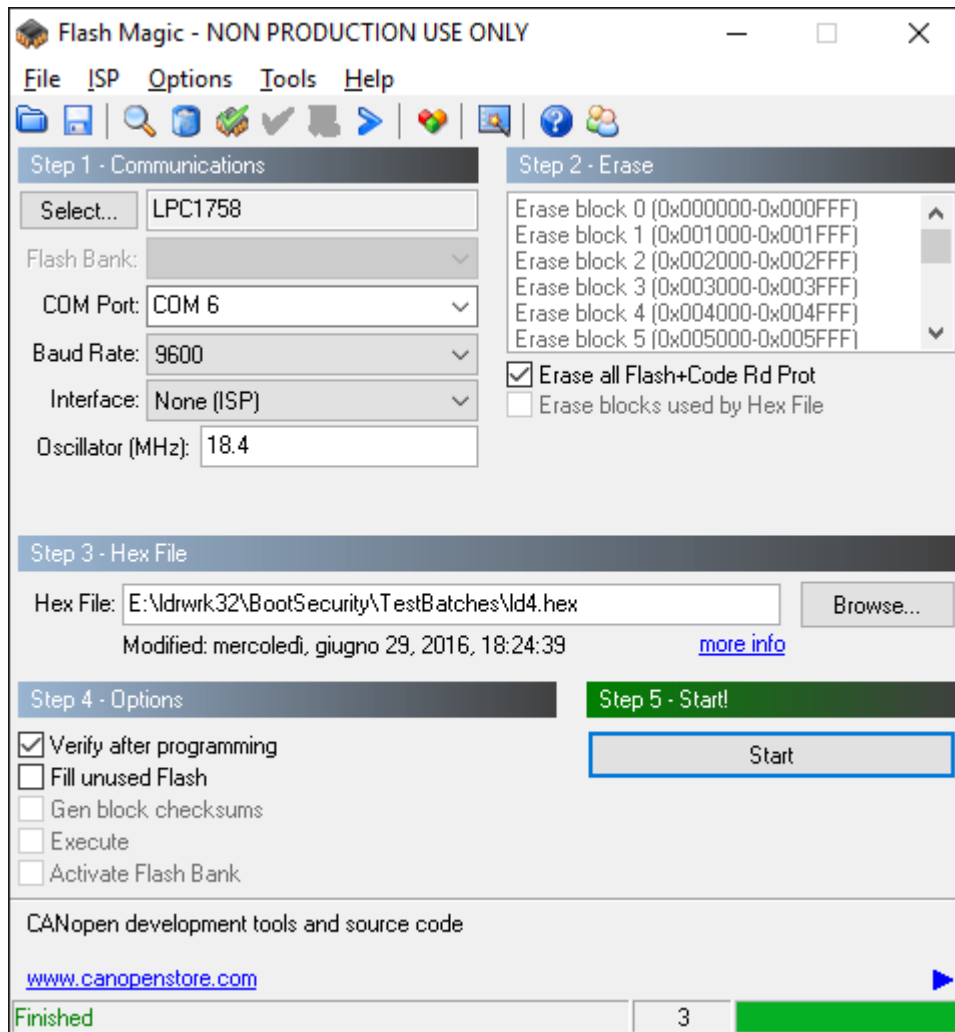 Flash Magic - NON PRODUCTION USE ONLY
File ISP Options Tools Help
Step 1 - Communications
Select... LPC1758
Flash Bank:
COM Port: COM 6
Baud Rate: 9600
Interface: None (ISP)
Oscillator (MHz): 18.4
Step 2 - Erase
Erase block 0 (0x000000-0x000FFF)
Erase block 1 (0x001000-0x001FFF)
Erase block 2 (0x002000-0x002FFF)
Erase block 3 (0x003000-0x003FFF)
Erase block 4 (0x004000-0x004FFF)
Erase block 5 (0x005000-0x005FFF)
Erase all Flash+Code Rd Prot
Erase blocks used by Hex File
Step 3 - Hex File
Hex File: E:\ldrwrk32\BootSecurity\TestBatches\ld4.hex Browse...
Modified: mercoledì, giugno 29, 2016, 18:24:39 more info
Step 4 - Options
Verify after programming
Fill unused Flash
Gen block checksums
Execute
Activate Flash Bank
Step 5 - Start!
Start
CANopen development tools and source code
www.canopenstore.com
Finished 3